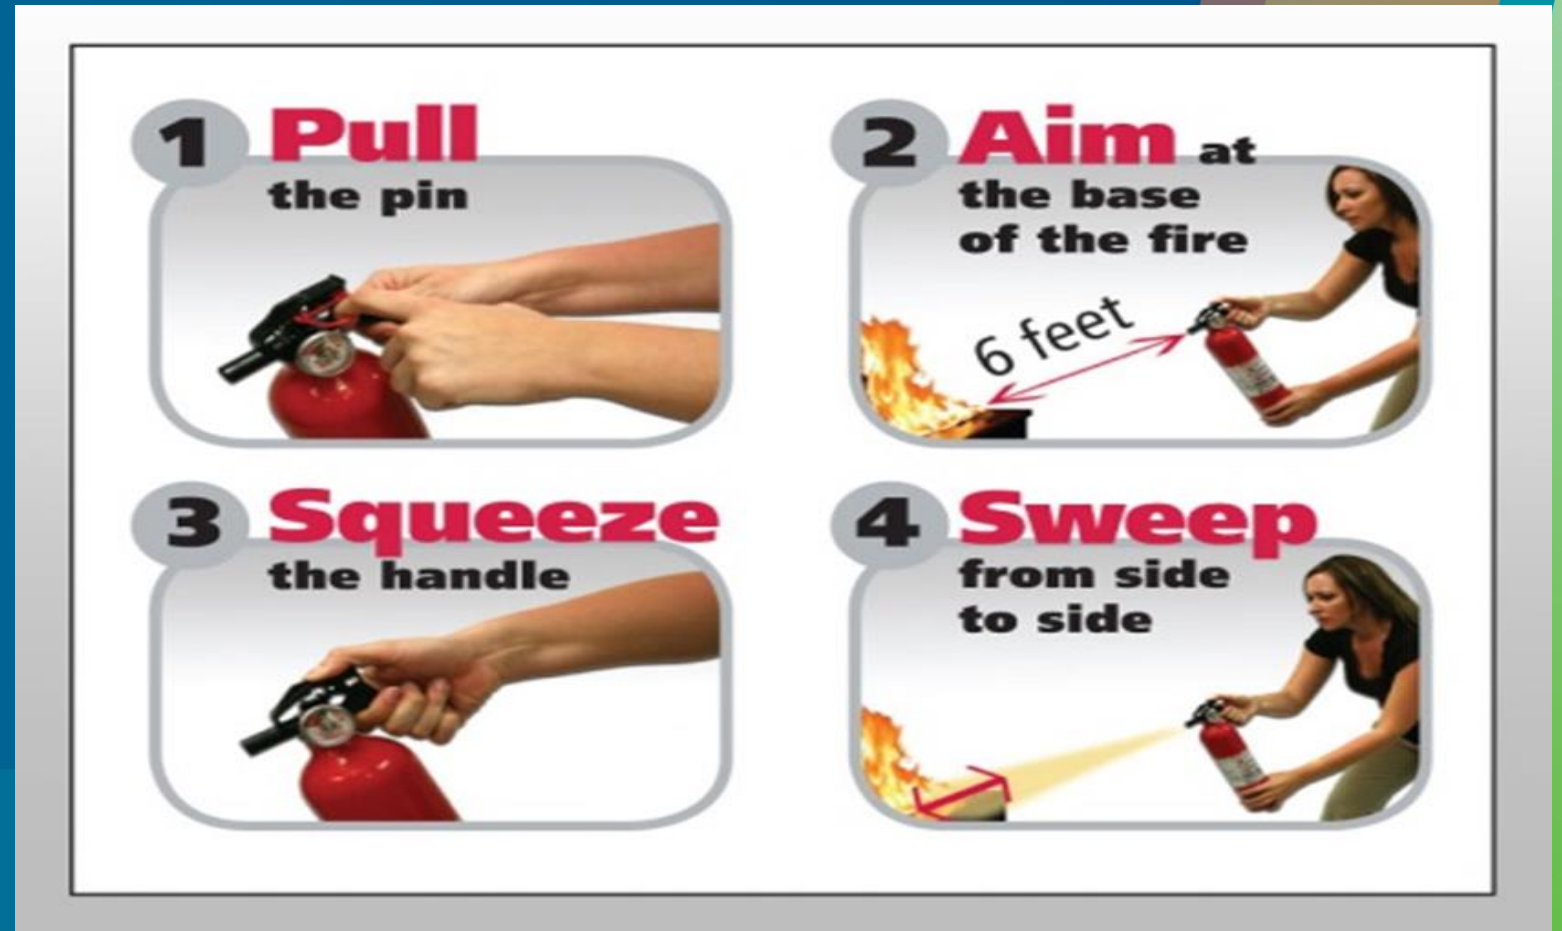 1 Pull
the pin
2 Aim at
the base
of the fire
6 feet
3 Squeeze
the handle
4 Sweep
from side
to side